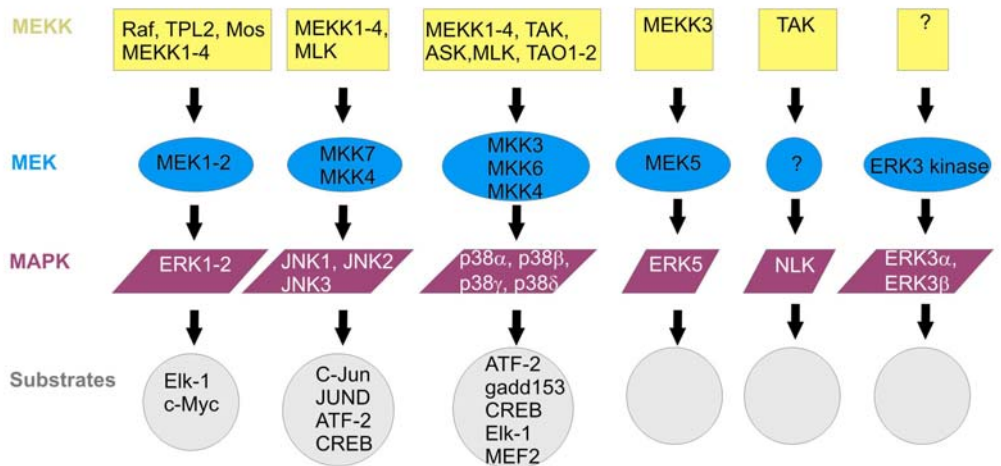 MEKK
Raf, TPL2, Mos
MEKK1-4
MEKK1-4,
MLK
MEKK1-4, TAK,
ASK,MLK, TAO1-2
MEKK3
TAK
?
MEK
MEK1-2
MKK7
MKK4
MKK3
MKK6
MKK4
MEK5
?
ERK3 kinase
MAPK
ERK1-2
JNK1, JNK2
JNK3
p38α, p38β,
p38γ, p38δ
ERK5
NLK
ERK3α,
ERK3β
Substrates
Elk-1
c-Myc
C-Jun
JUND
ATF-2
CREB
ATF-2
gadd153
CREB
Elk-1
MEF2